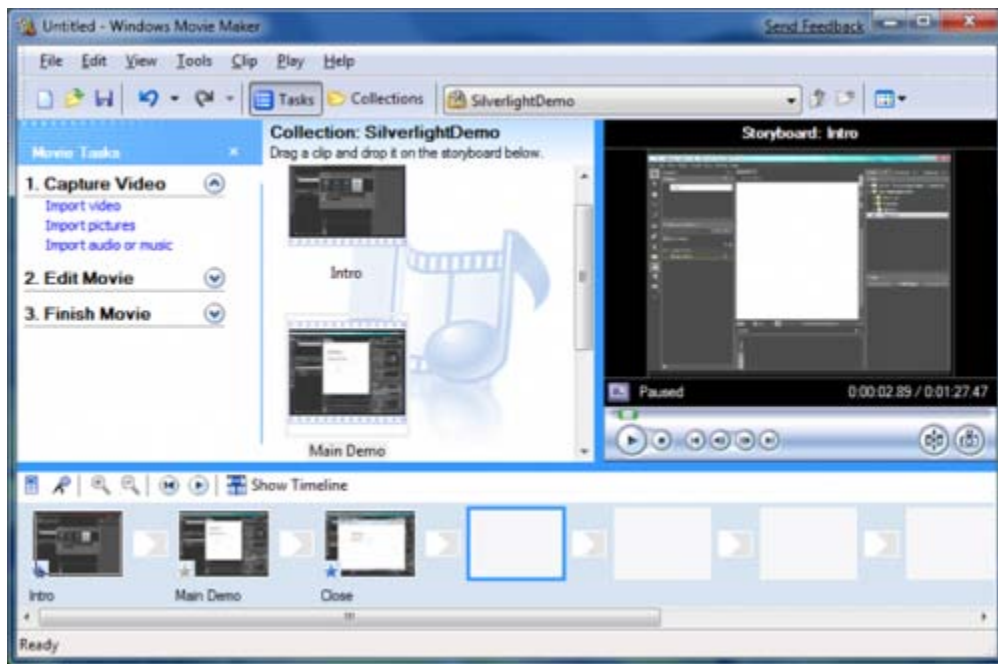 Untitled - Windows Movie Maker
Send Feedback
File Edit View Tools Clip Play Help
Tasks Collections SilverlightDemo
Movie Tasks
1. Capture Video
Import video
Import pictures
Import audio or music
2. Edit Movie
3. Finish Movie
Collection: SilverlightDemo
Drag a clip and drop it on the storyboard below.
Intro
Main Demo
Storyboard: Intro
Paused 0:00:02.89 / 0:01:27.47
Show Timeline
Intro Main Demo Close
Ready